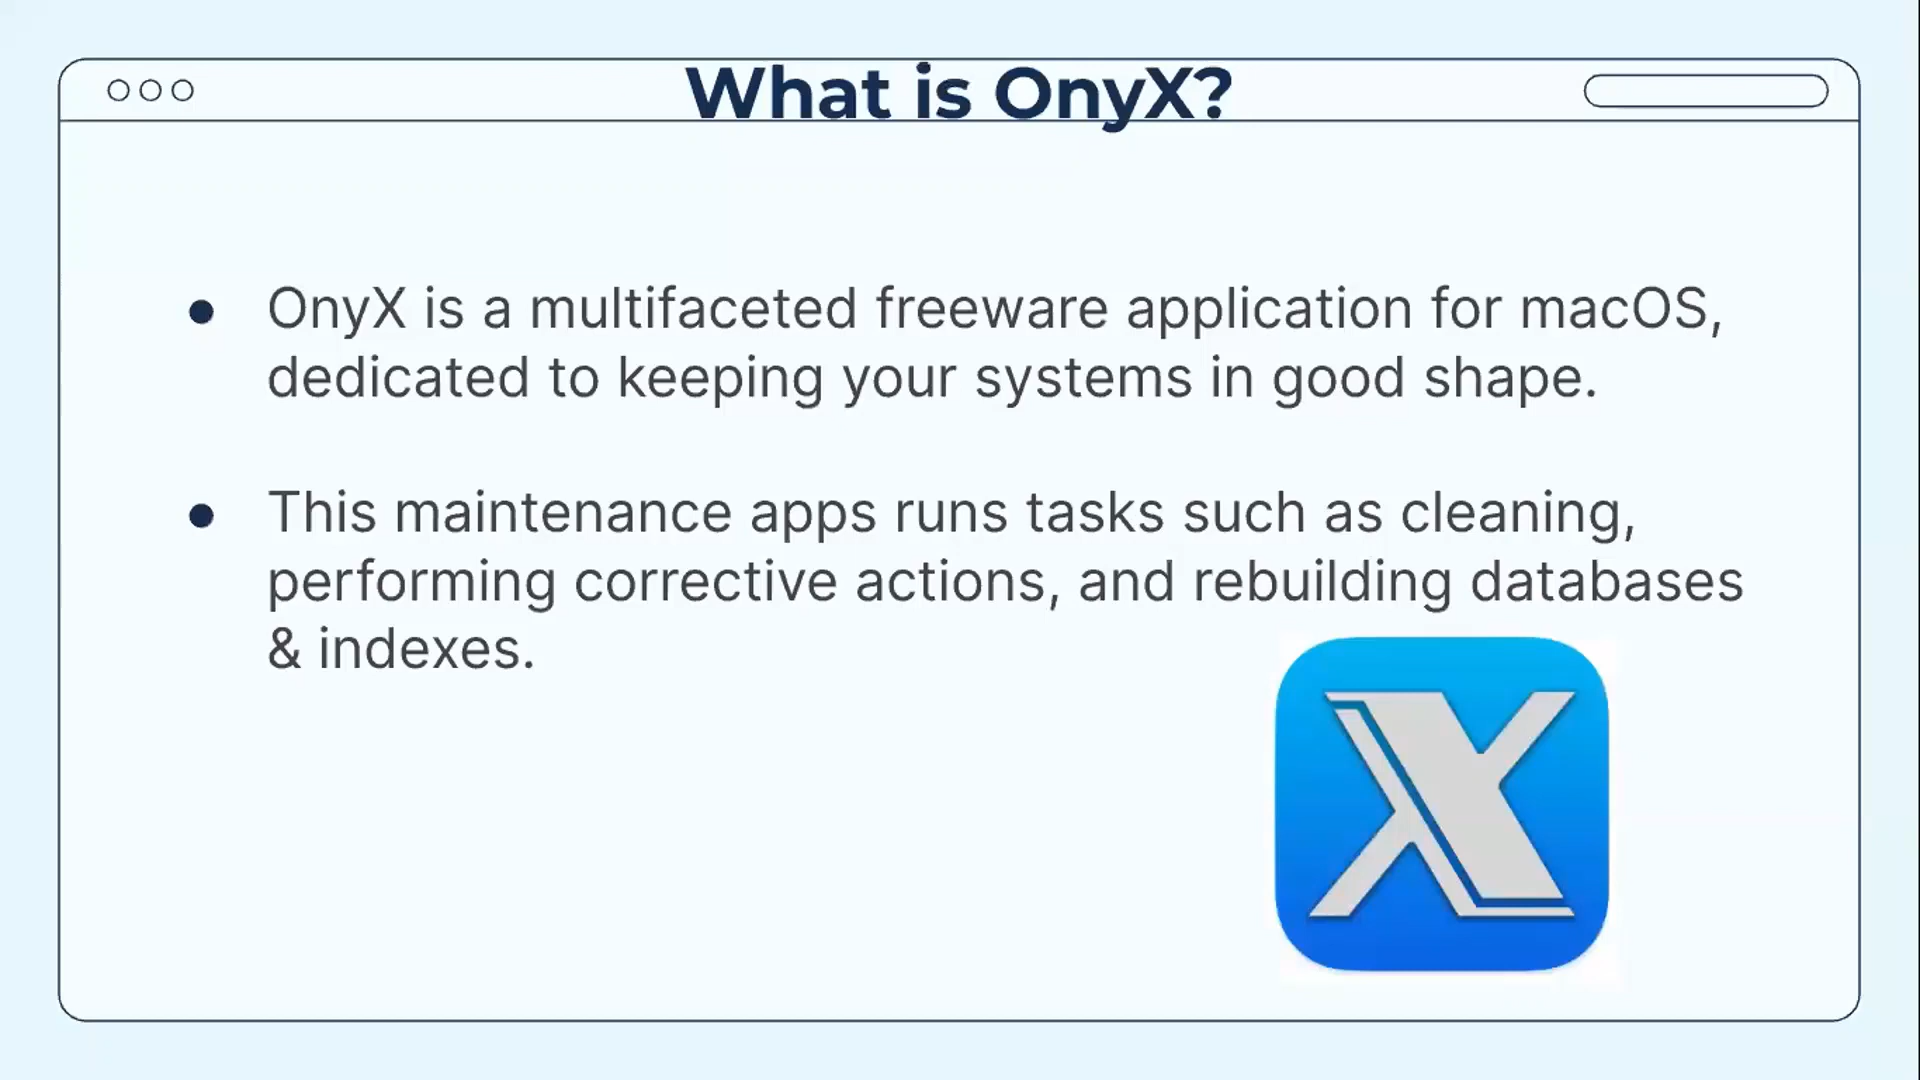 What is OnyX?
● OnyX is a multifaceted freeware application for macOS,
dedicated to keeping your systems in good shape.
● This maintenance apps runs tasks such as cleaning,
performing corrective actions, and rebuilding databases
& indexes.
X